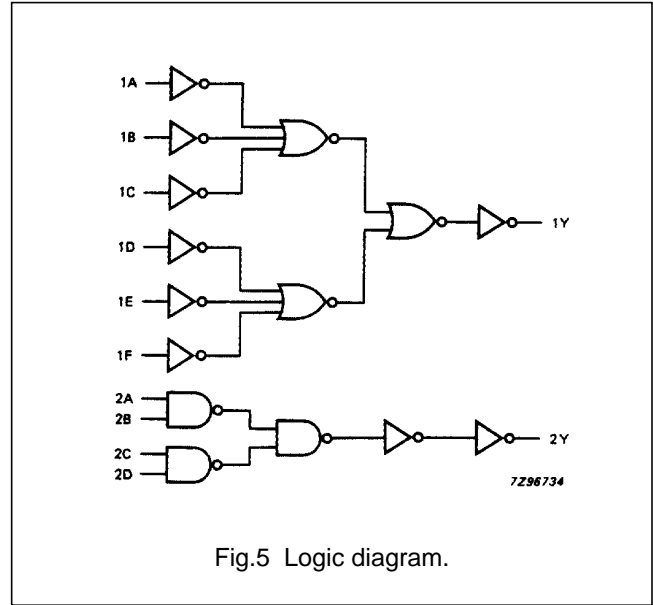 1A
1B
1C
1D
1E
1F
1Y
2A
2B
2C
2D
2Y
7Z96734
Fig.5 Logic diagram.